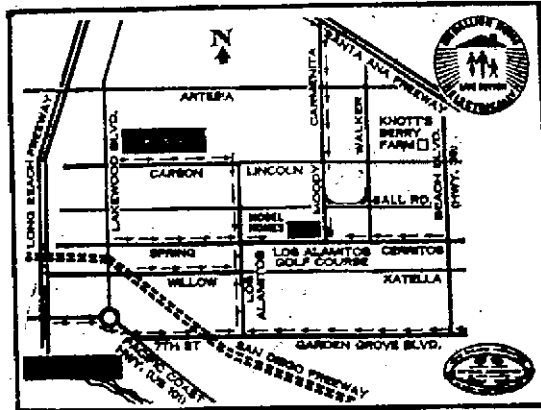 N
SANTA ANA FREEWAY
ARTESIA
LONG BEACH FREEWAY
LAKEWOOD BLVD.
CARMENITA
WALKER
KNOTT'S
BERRY
FARM
BEACH BLVD.
(HWY. 39)
CARSON
LINCOLN
MOODY
BALL RD.
MODEL
HOMES
SPRING
LOS ALAMITOS
GOLF COURSE
CERRITOS
WILLOW
LOS
ALAMITOS
XATELLA
7TH ST
SAN DIEGO FREEWAY
GARDEN GROVE BLVD.
PACIFIC COAST
HWY. (US 101)